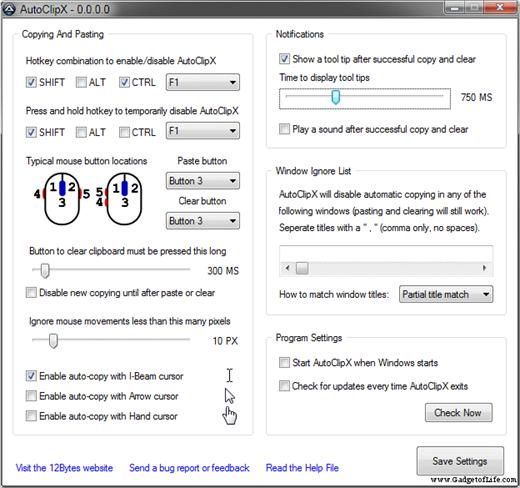 AutoClipX - 0.0.0.0
Copying And Pasting
Hotkey combination to enable/disable AutoClipX
SHIFT ALT CTRL F1
Press and hold hotkey to temporarily disable AutoClipX
SHIFT ALT CTRL F1
Typical mouse button locations
Paste button
4 1 2 3 5 5 4 1 2 3
Button 3
Clear button
Button 3
Button to clear clipboard must be pressed this long
300 MS
Disable new copying until after paste or clear
Ignore mouse movements less than this many pixels
10 PX
Enable auto-copy with I-Beam cursor
Enable auto-copy with Arrow cursor
Enable auto-copy with Hand cursor
Notifications
Show a tool tip after successful copy and clear
Time to display tool tips
750 MS
Play a sound after successful copy and clear
Window Ignore List
AutoClipX will disable automatic copying in any of the
following windows (pasting and clearing will still work).
Seperate titles with a " , " (comma only, no spaces).
How to match window titles: Partial title match
Program Settings
Start AutoClipX when Windows starts
Check for updates every time AutoClipX exits
Check Now
Visit the 12Bytes website Send a bug report or feedback Read the Help File
Save Settings
www.GadgetofLife.com